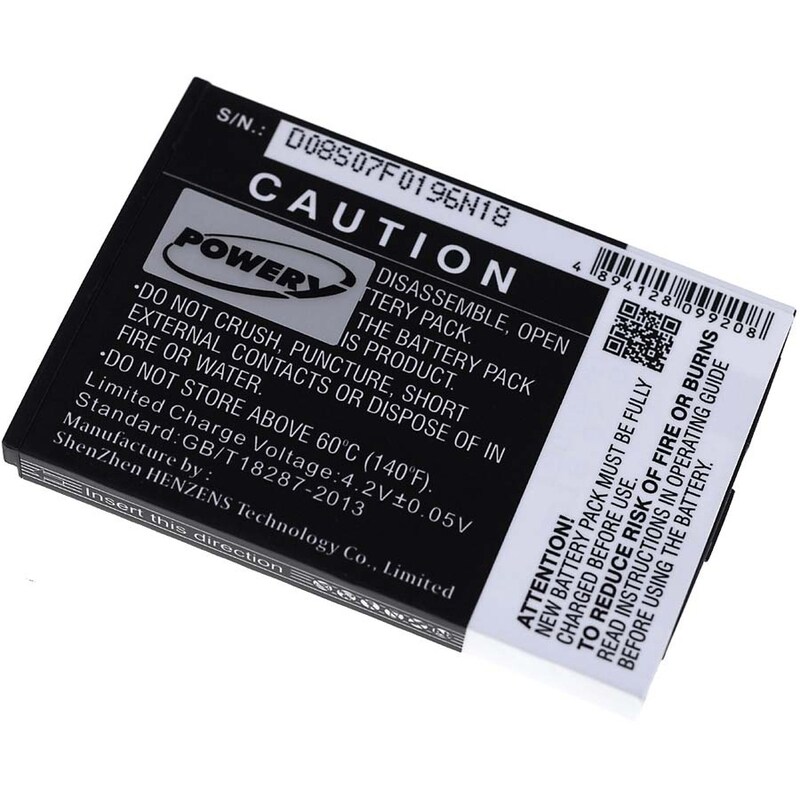 S/N.: D08S07F0196N18
CAUTION
POWERY
DISASSEMBLE, OPEN
TTERY PACK.
THE BATTERY PACK
IS PRODUCT.
•DO NOT CRUSH, PUNCTURE, SHORT
EXTERNAL CONTACTS OR DISPOSE OF IN
FIRE OR WATER.
•DO NOT STORE ABOVE 60°C (140°F).
Limited Charge Voltage:4.2V±0.05V
Standard:GB/T18287-2013
Manufacture by :
ShenZhen HENZENS Technology Co., Limited
Insert this direction
4 894128 099208
ATTENTION!
NEW BATTERY PACK MUST BE FULLY
CHARGED BEFORE USE.
TO REDUCE RISK OF FIRE OR BURNS
READ INSTRUCTIONS IN OPERATING GUIDE
BEFORE USING THE BATTERY.